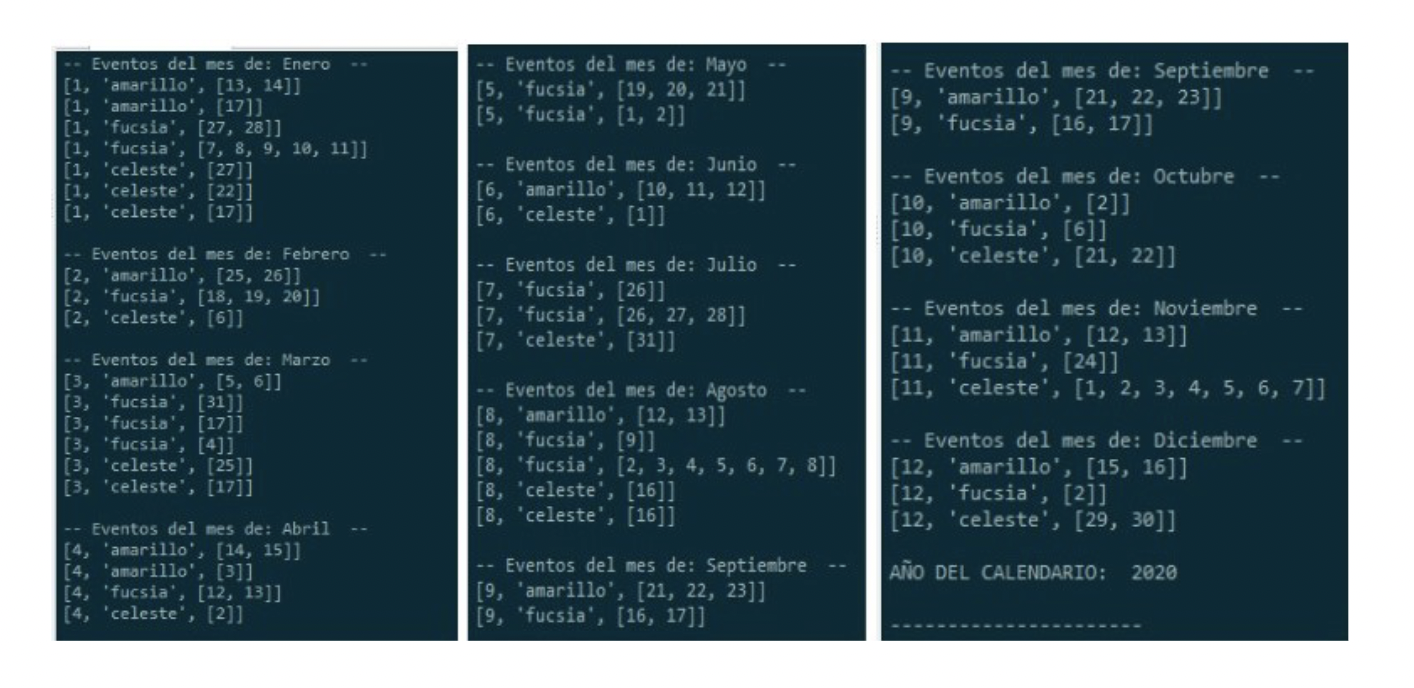 -- Eventos del mes de: Enero --
[1, 'amarillo', [13, 14]]
[1, 'amarillo', [17]]
[1, 'fucsia', [27, 28]]
[1, 'fucsia', [7, 8, 9, 10, 11]]
[1, 'celeste', [27]]
[1, 'celeste', [22]]
[1, 'celeste', [17]]
-- Eventos del mes de: Febrero --
[2, 'amarillo', [25, 26]]
[2, 'fucsia', [18, 19, 20]]
[2, 'celeste', [6]]
-- Eventos del mes de: Marzo --
[3, 'amarillo', [5, 6]]
[3, 'fucsia', [31]]
[3, 'fucsia', [17]]
[3, 'fucsia', [4]]
[3, 'celeste', [25]]
[3, 'celeste', [17]]
-- Eventos del mes de: Abril --
[4, 'amarillo', [14, 15]]
[4, 'amarillo', [3]]
[4, 'fucsia', [12, 13]]
[4, 'celeste', [2]]
-- Eventos del mes de: Mayo --
[5, 'fucsia', [19, 20, 21]]
[5, 'fucsia', [1, 2]]
-- Eventos del mes de: Junio --
[6, 'amarillo', [10, 11, 12]]
[6, 'celeste', [1]]
-- Eventos del mes de: Julio --
[7, 'fucsia', [26]]
[7, 'fucsia', [26, 27, 28]]
[7, 'celeste', [31]]
-- Eventos del mes de: Agosto --
[8, 'amarillo', [12, 13]]
[8, 'fucsia', [9]]
[8, 'fucsia', [2, 3, 4, 5, 6, 7, 8]]
[8, 'celeste', [16]]
[8, 'celeste', [16]]
-- Eventos del mes de: Septiembre --
[9, 'amarillo', [21, 22, 23]]
[9, 'fucsia', [16, 17]]
-- Eventos del mes de: Septiembre --
[9, 'amarillo', [21, 22, 23]]
[9, 'fucsia', [16, 17]]
-- Eventos del mes de: Octubre --
[10, 'amarillo', [2]]
[10, 'fucsia', [6]]
[10, 'celeste', [21, 22]]
-- Eventos del mes de: Noviembre --
[11, 'amarillo', [12, 13]]
[11, 'fucsia', [24]]
[11, 'celeste', [1, 2, 3, 4, 5, 6, 7]]
-- Eventos del mes de: Diciembre --
[12, 'amarillo', [15, 16]]
[12, 'fucsia', [2]]
[12, 'celeste', [29, 30]]
AÑO DEL CALENDARIO: 2020
----------------------